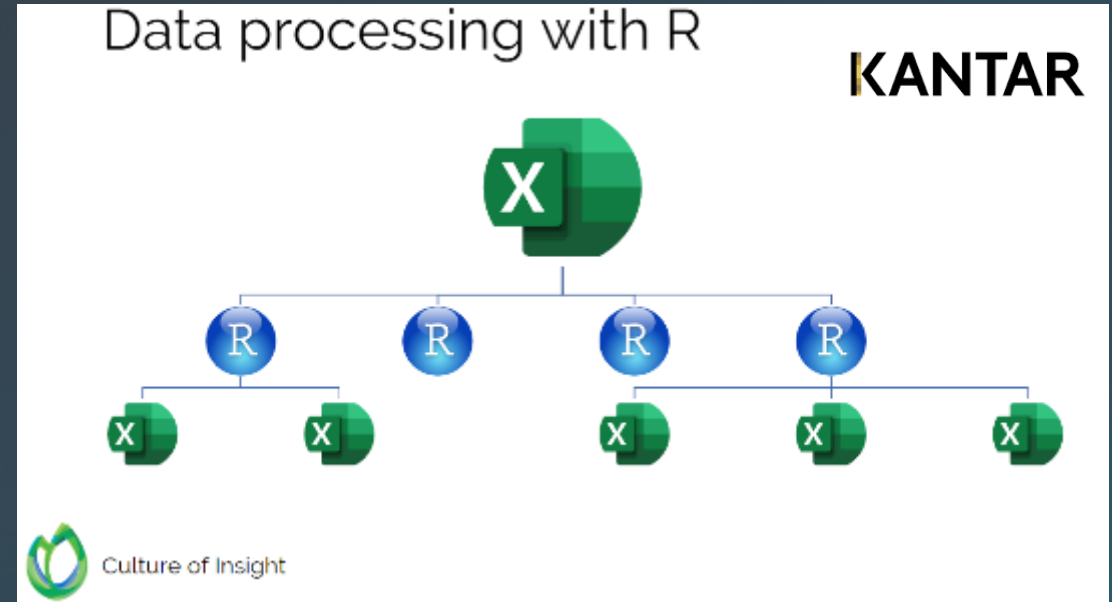 Data processing with R
KANTAR
X
R R R R
X X X X X
Culture of Insight